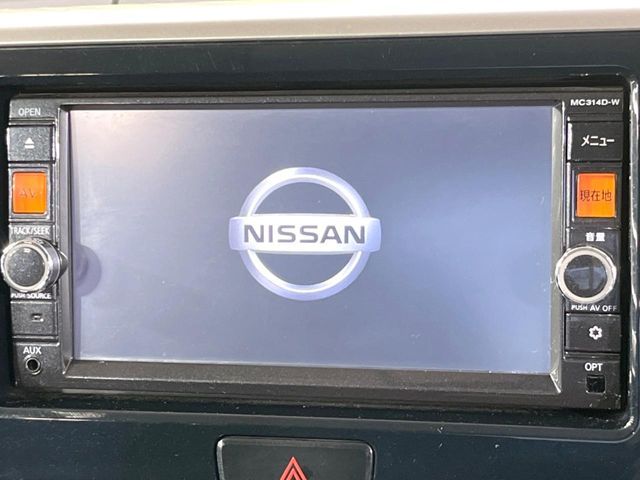 OPEN
MC314D-W
メニュー
AV
現在地
TRACK/SEEK
音量
NISSAN
PUSH SOURCE
PUSH AV OFF
AUX
OPT